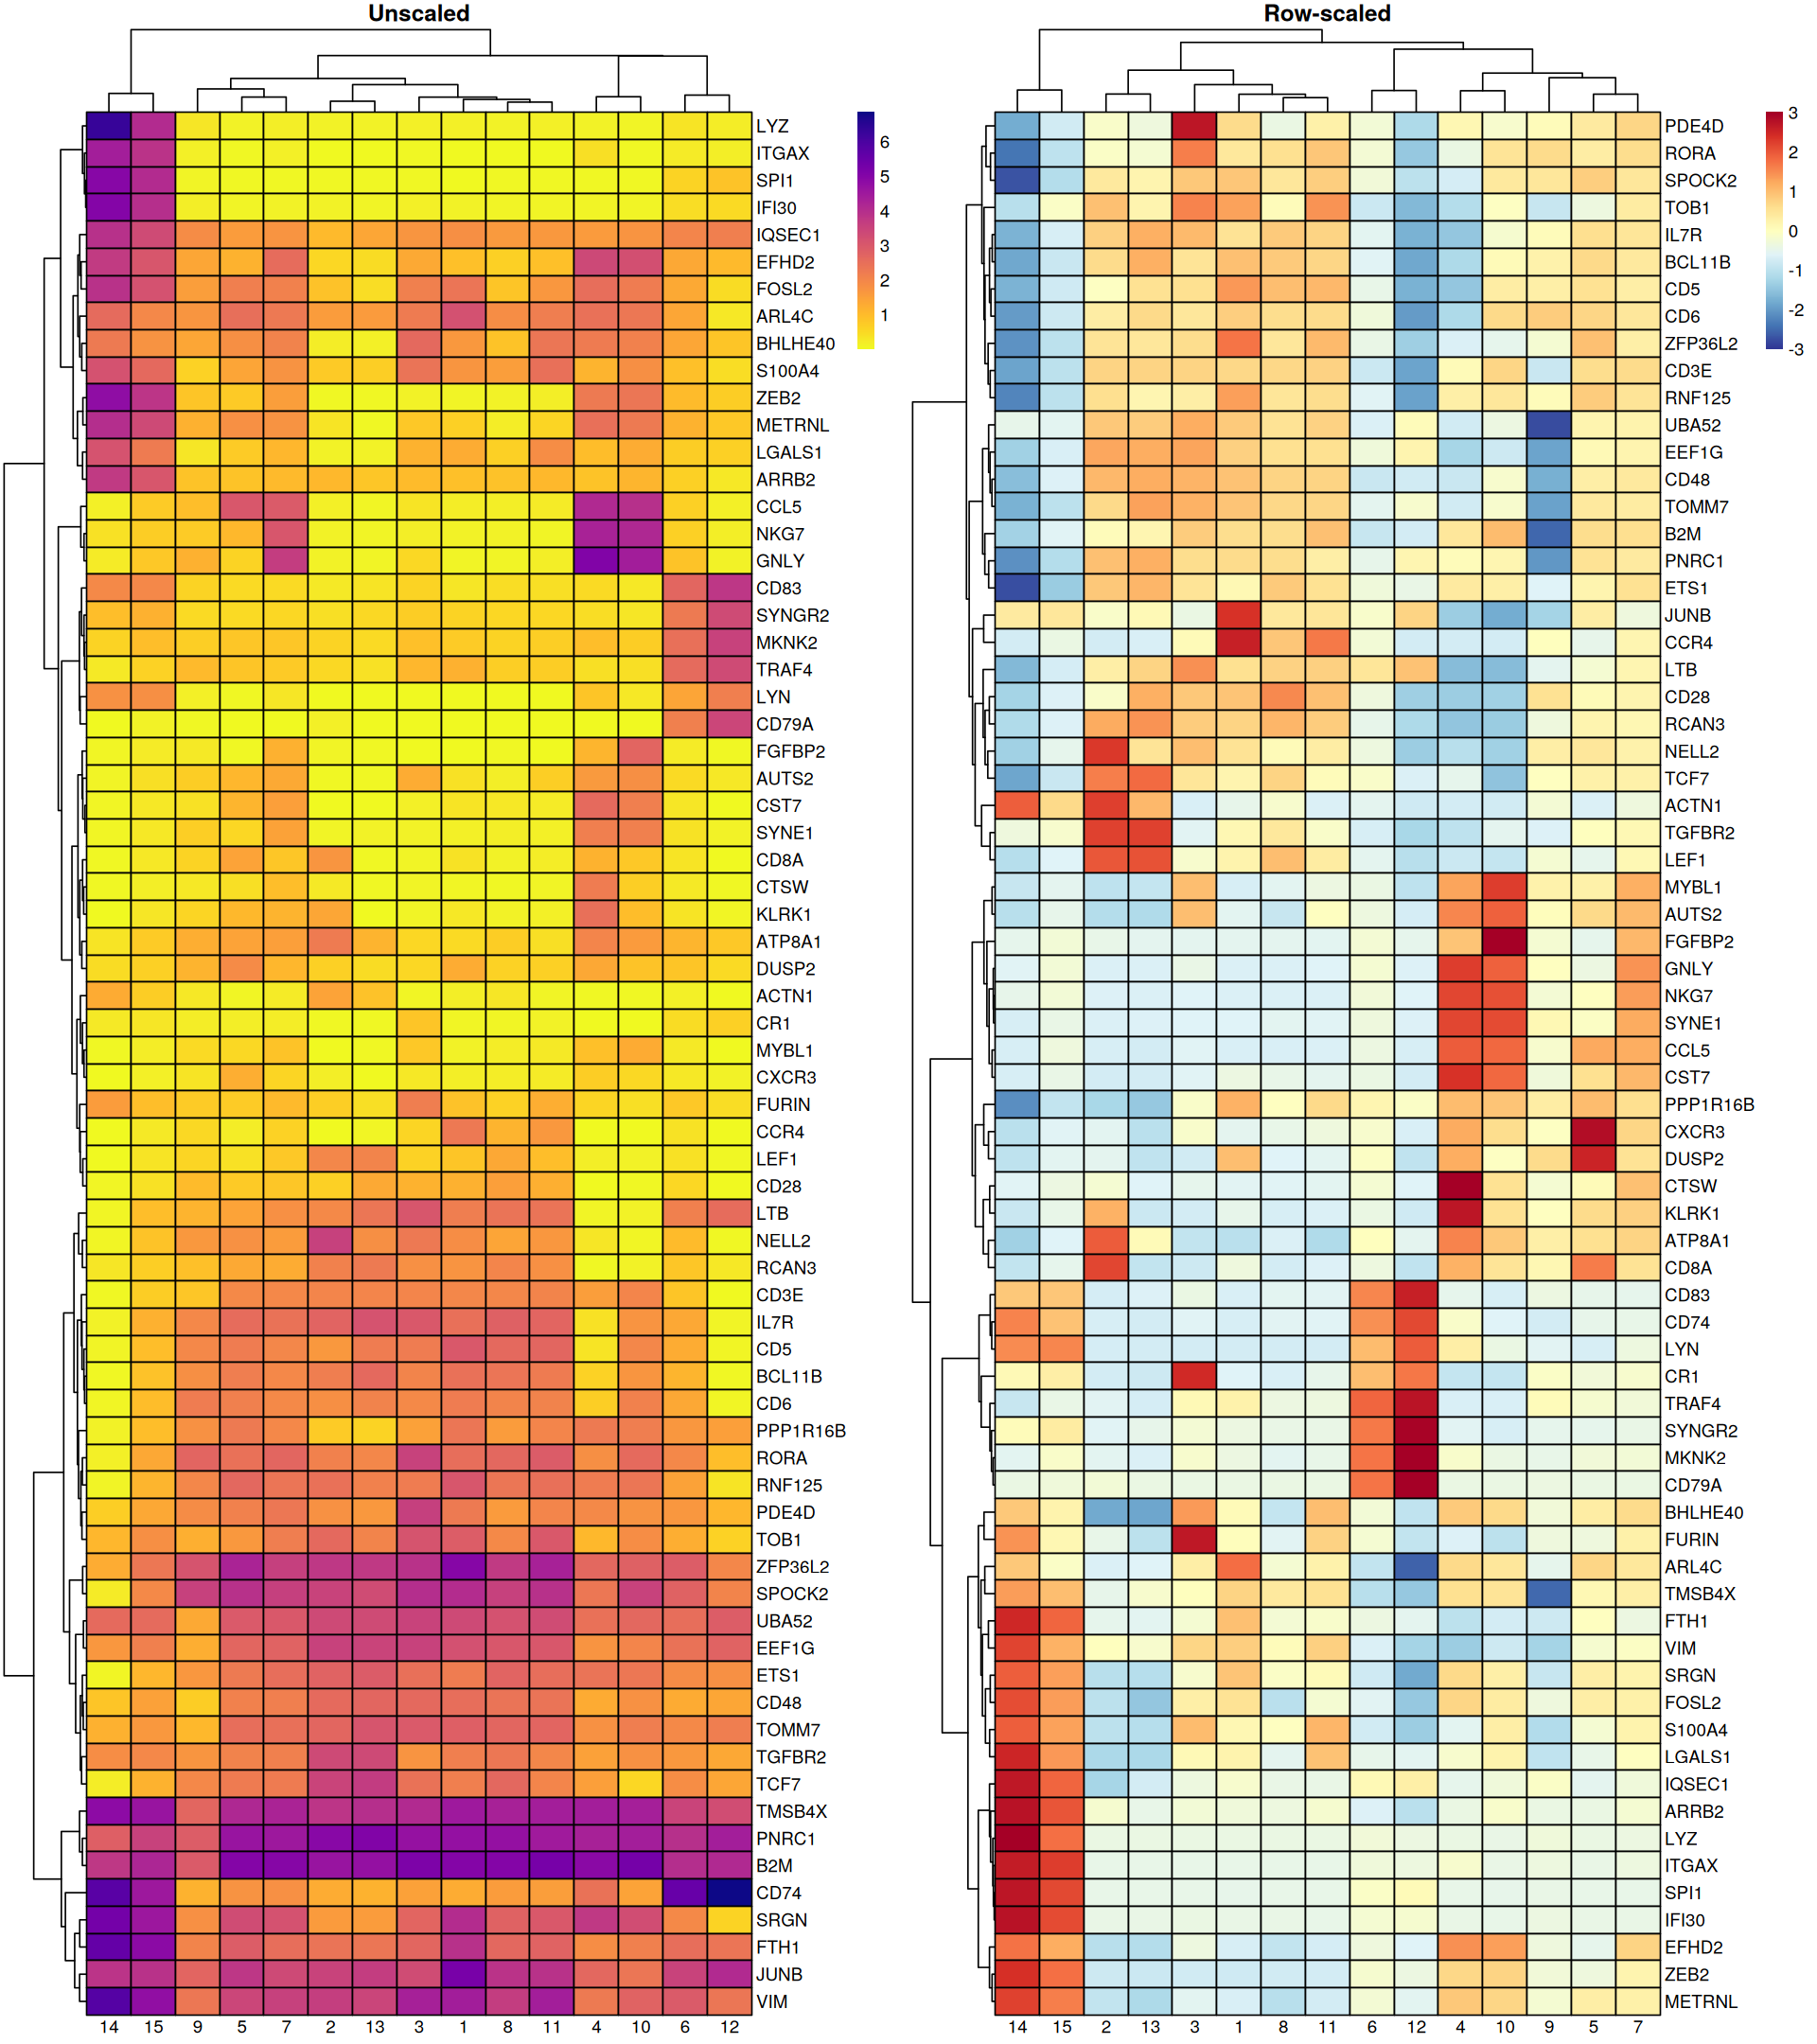 Unscaled
LYZ
ITGAX
SPI1
IFI30
IQSEC1
EFHD2
FOSL2
ARL4C
BHLHE40
S100A4
ZEB2
METRNL
LGALS1
ARRB2
CCL5
NKG7
GNLY
CD83
SYNGR2
MKNK2
TRAF4
LYN
CD79A
FGFBP2
AUTS2
CST7
SYNE1
CD8A
CTSW
KLRK1
ATP8A1
DUSP2
ACTN1
CR1
MYBL1
CXCR3
FURIN
CCR4
LEF1
CD28
LTB
NELL2
RCAN3
CD3E
IL7R
CD5
BCL11B
CD6
PPP1R16B
RORA
RNF125
PDE4D
TOB1
ZFP36L2
SPOCK2
UBA52
EEF1G
ETS1
CD48
TOMM7
TGFBR2
TCF7
TMSB4X
PNRC1
B2M
CD74
SRGN
FTH1
JUNB
VIM
14 15 9 5 7 2 13 3 1 8 11 4 10 6 12
6
5
4
3
2
1
Row-scaled
PDE4D
RORA
SPOCK2
TOB1
IL7R
BCL11B
CD5
CD6
ZFP36L2
CD3E
RNF125
UBA52
EEF1G
CD48
TOMM7
B2M
PNRC1
ETS1
JUNB
CCR4
LTB
CD28
RCAN3
NELL2
TCF7
ACTN1
TGFBR2
LEF1
MYBL1
AUTS2
FGFBP2
GNLY
NKG7
SYNE1
CCL5
CST7
PPP1R16B
CXCR3
DUSP2
CTSW
KLRK1
ATP8A1
CD8A
CD83
CD74
LYN
CR1
TRAF4
SYNGR2
MKNK2
CD79A
BHLHE40
FURIN
ARL4C
TMSB4X
FTH1
VIM
SRGN
FOSL2
S100A4
LGALS1
IQSEC1
ARRB2
LYZ
ITGAX
SPI1
IFI30
EFHD2
ZEB2
METRNL
14 15 2 13 3 1 8 11 6 12 4 10 9 5 7
3
2
1
0
-1
-2
-3